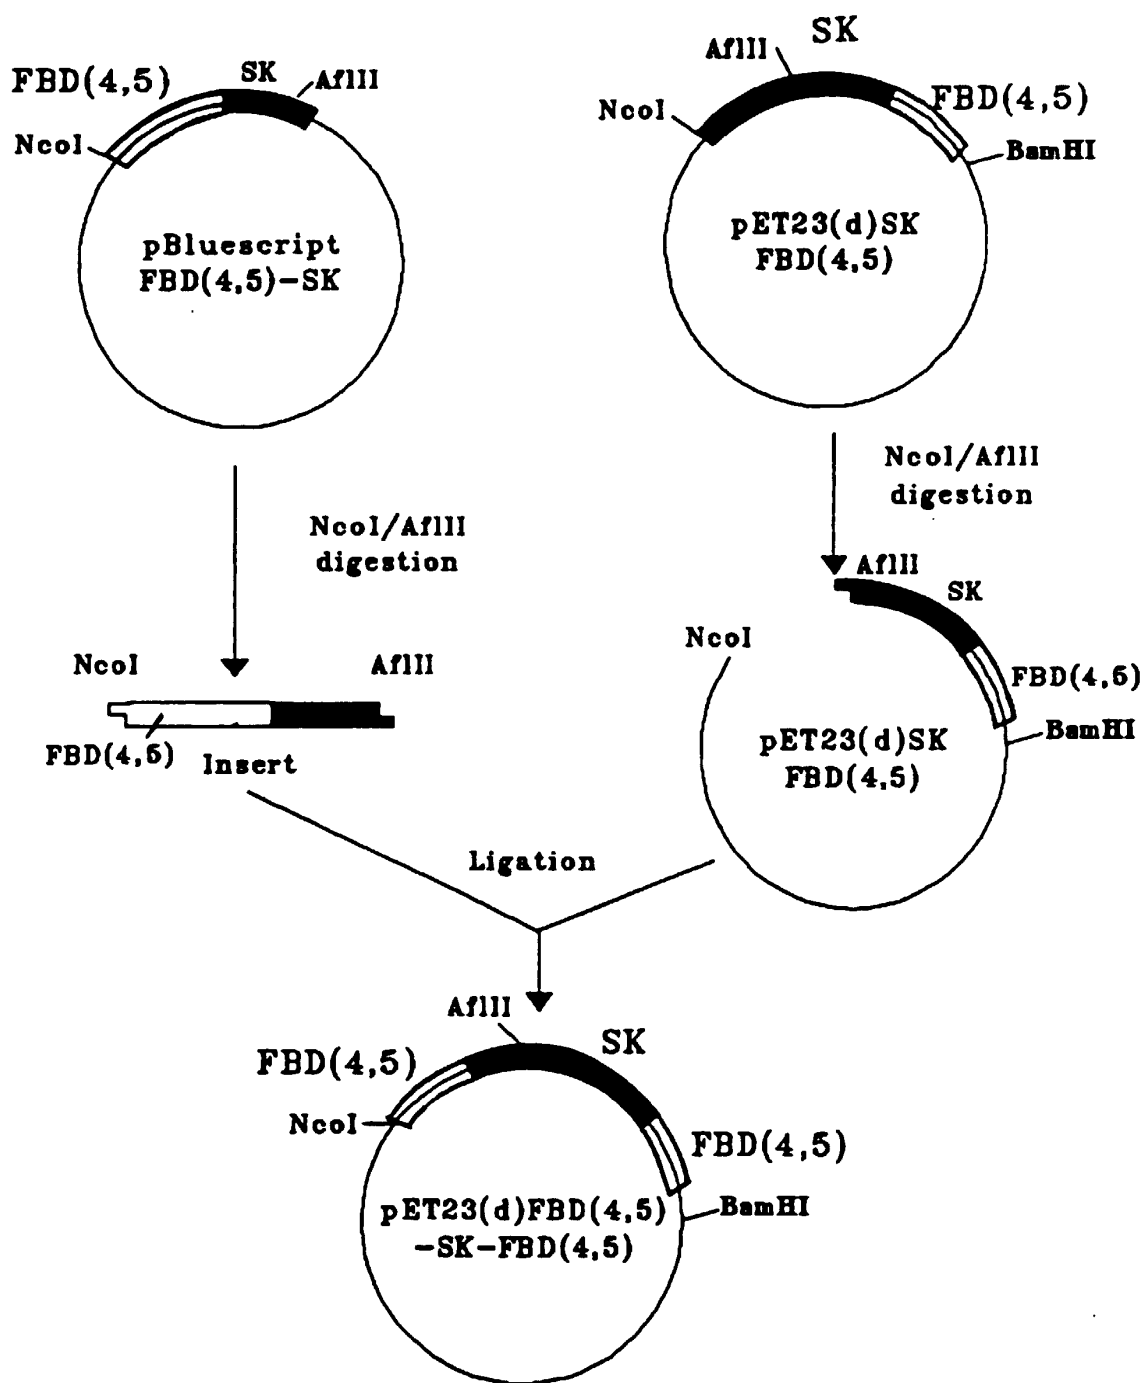 FBD(4,5)
SK
AflII
NcoI
pBluescript
FBD(4,5)-SK
SK
AflII
NcoI
FBD(4,5)
BamHI
pET23(d)SK
FBD(4,5)
NcoI/AflII
digestion
NcoI/AflII
digestion
NcoI
AflII
FBD(4,5)
Insert
AflII
SK
NcoI
FBD(4,5)
BamHI
pET23(d)SK
FBD(4,5)
Ligation
AflII
SK
FBD(4,5)
NcoI
FBD(4,5)
BamHI
pET23(d)FBD(4,5)
-SK-FBD(4,5)